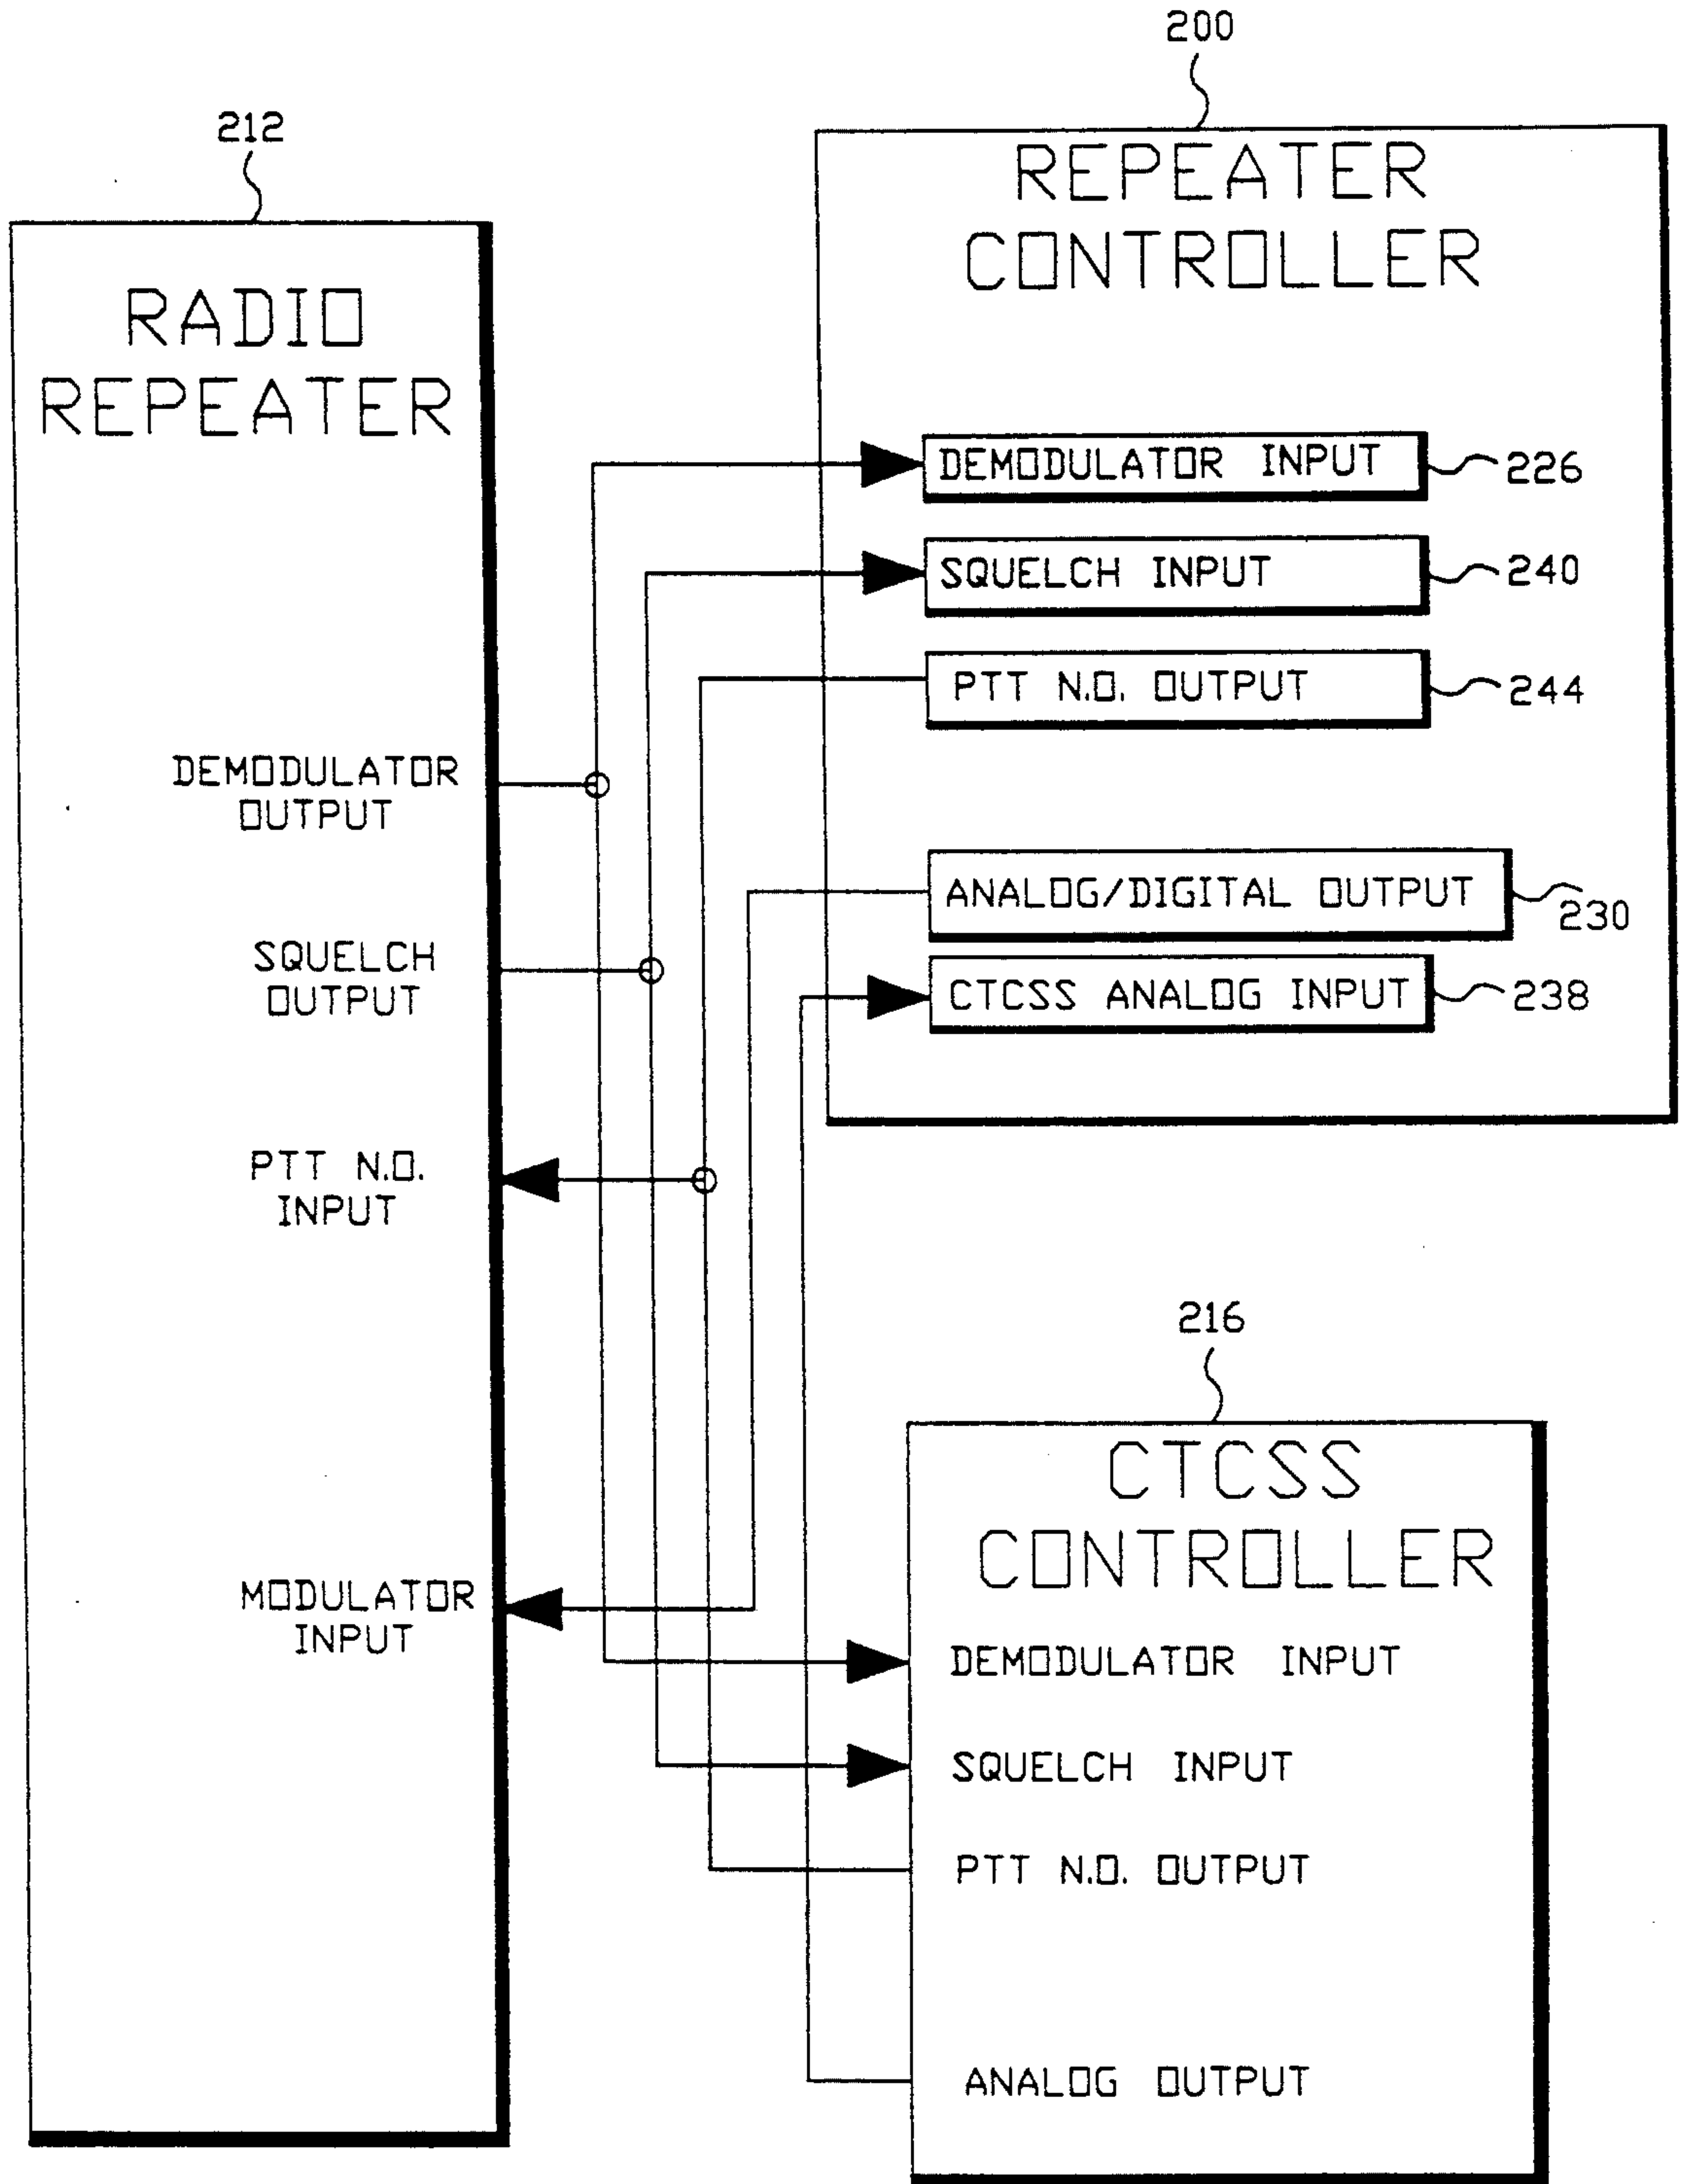 200
212
REPEATER
CONTROLLER
RADIO
REPEATER
DEMODULATOR INPUT
226
SQUELCH INPUT
240
PTT N.O. OUTPUT
244
DEMODULATOR
OUTPUT
ANALOG/DIGITAL OUTPUT
230
SQUELCH
OUTPUT
CTCSS ANALOG INPUT
238
PTT N.O.
INPUT
216
CTCSS
CONTROLLER
MODULATOR
INPUT
DEMODULATOR INPUT
SQUELCH INPUT
PTT N.O. OUTPUT
ANALOG OUTPUT